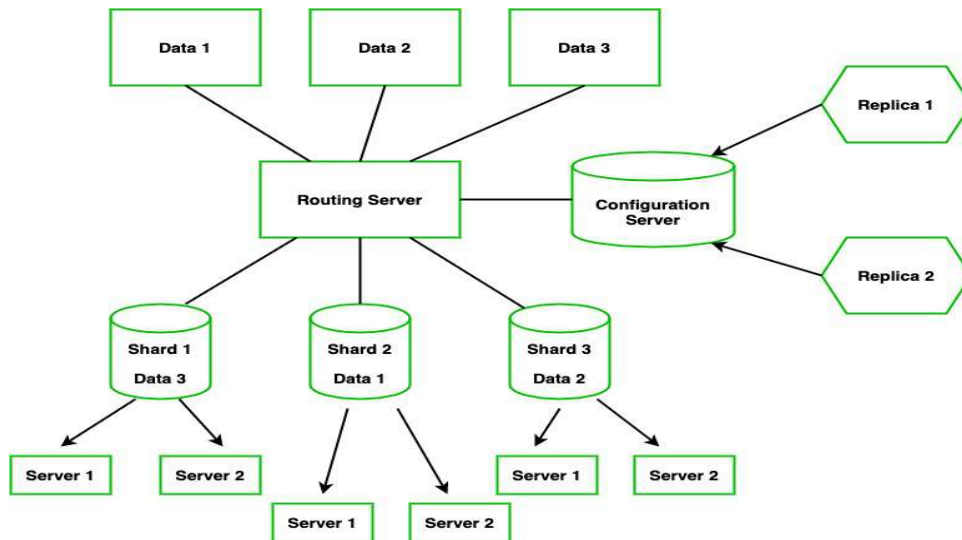 Data 1
Data 2
Data 3
Replica 1
Routing Server
Configuration
Server
Replica 2
Shard 1
Data 3
Shard 2
Data 1
Shard 3
Data 2
Server 1
Server 2
Server 1
Server 2
Server 1
Server 2